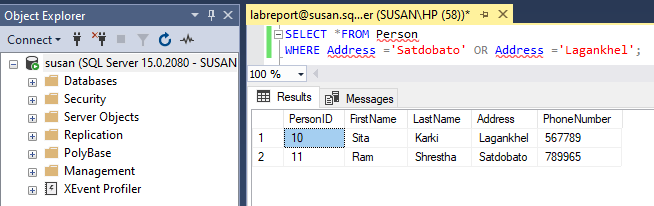 Object Explorer
Connect
susan (SQL Server 15.0.2080 - SUSAN
Databases
Security
Server Objects
Replication
PolyBase
Management
XEvent Profiler
labreport@susan.sq...er (SUSAN\HP (58))*
SELECT *FROM Person
WHERE Address ='Satdobato' OR Address ='Lagankhel';
100 %
Results Messages
PersonID FirstName LastName Address PhoneNumber
1 10 Sita Karki Lagankhel 567789
2 11 Ram Shrestha Satdobato 789965